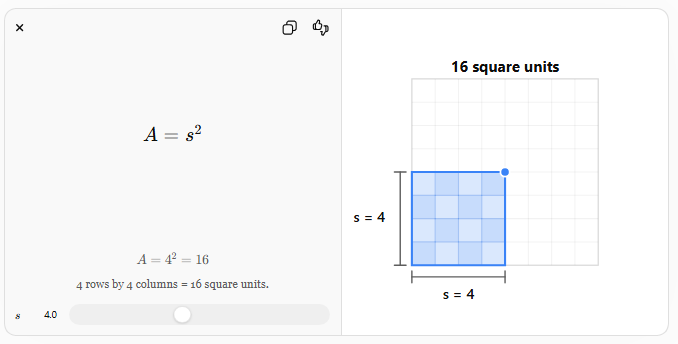 A = s²
A = 4² = 16
4 rows by 4 columns = 16 square units.
s 4.0
16 square units
s = 4
s = 4